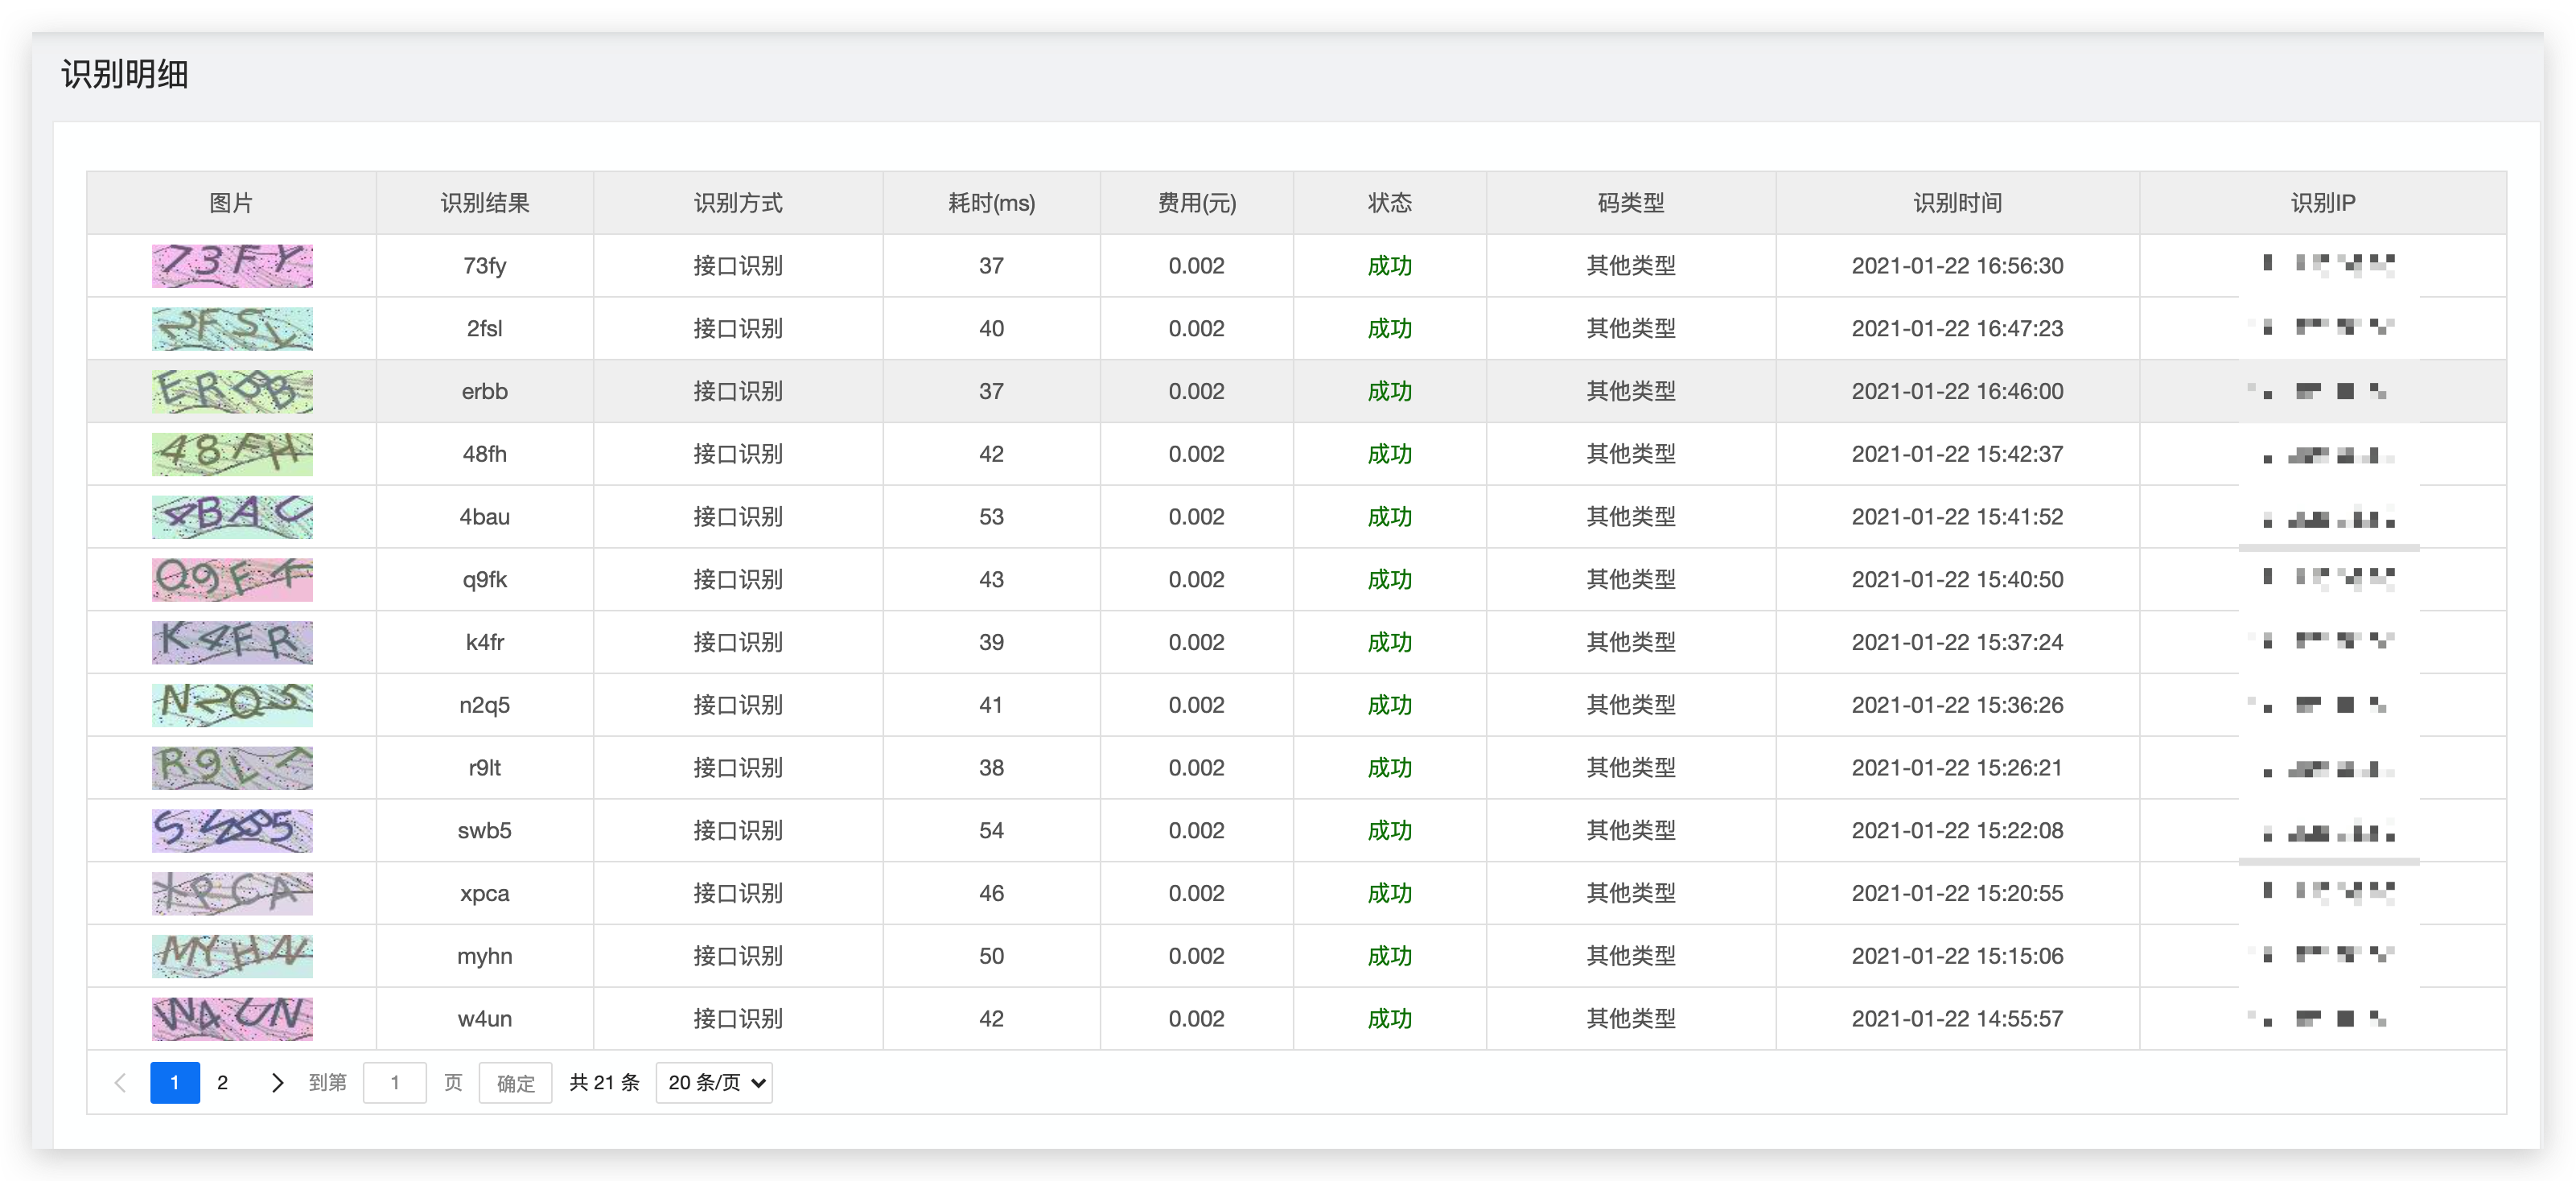 识别明细
图片 识别结果 识别方式 耗时(ms) 费用(元) 状态 码类型 识别时间 识别IP
73FY 73fy 接口识别 37 0.002 成功 其他类型 2021-01-22 16:56:30
2FSL 2fsl 接口识别 40 0.002 成功 其他类型 2021-01-22 16:47:23
ERBB erbb 接口识别 37 0.002 成功 其他类型 2021-01-22 16:46:00
48FH 48fh 接口识别 42 0.002 成功 其他类型 2021-01-22 15:42:37
4BAU 4bau 接口识别 53 0.002 成功 其他类型 2021-01-22 15:41:52
Q9FK q9fk 接口识别 43 0.002 成功 其他类型 2021-01-22 15:40:50
K4FR k4fr 接口识别 39 0.002 成功 其他类型 2021-01-22 15:37:24
N2Q5 n2q5 接口识别 41 0.002 成功 其他类型 2021-01-22 15:36:26
R9LT r9lt 接口识别 38 0.002 成功 其他类型 2021-01-22 15:26:21
SWB5 swb5 接口识别 54 0.002 成功 其他类型 2021-01-22 15:22:08
XPCA xpca 接口识别 46 0.002 成功 其他类型 2021-01-22 15:20:55
MYHN myhn 接口识别 50 0.002 成功 其他类型 2021-01-22 15:15:06
W4UN w4un 接口识别 42 0.002 成功 其他类型 2021-01-22 14:55:57
1 2 到第 1 页 确定 共 21 条 20 条/页